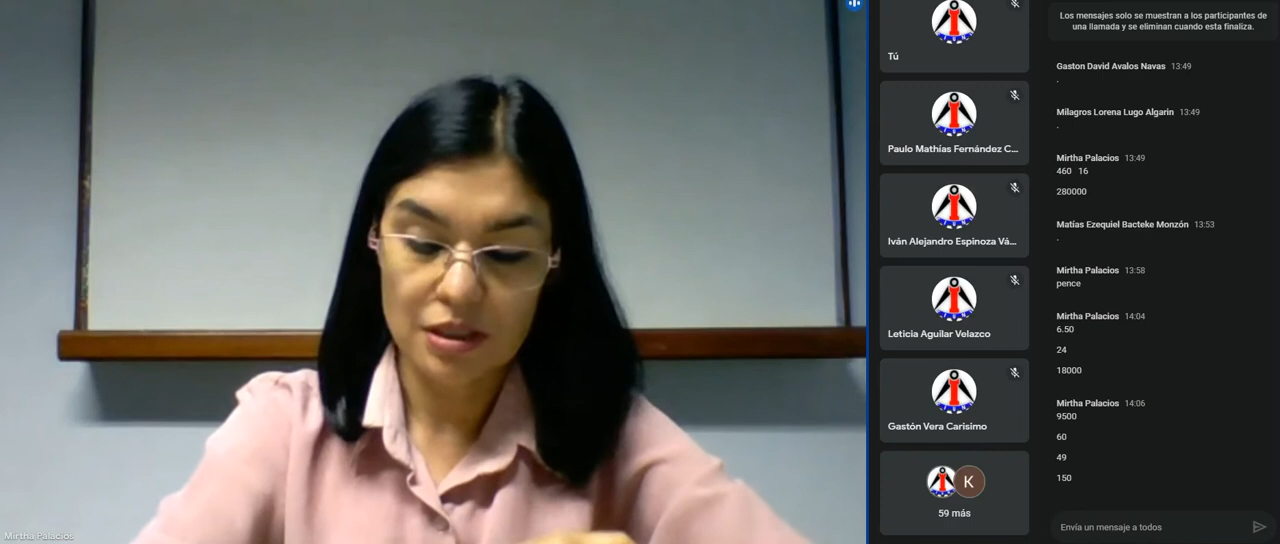 Mirtha Palacios
Tú
Paulo Mathías Fernández C...
Iván Alejandro Espinoza Vá...
Leticia Aguilar Velazco
Gastón Vera Carisimo
K
59 más
Los mensajes solo se muestran a los participantes de
una llamada y se eliminan cuando esta finaliza.
Gaston David Avalos Navas 13:49
.
Milagros Lorena Lugo Algarin 13:49
.
Mirtha Palacios 13:49
460 16
280000
Matías Ezequiel Bacteke Monzón 13:53
.
Mirtha Palacios 13:58
pence
Mirtha Palacios 14:04
6.50
24
18000
Mirtha Palacios 14:06
9500
60
49
150
Envía un mensaje a todos